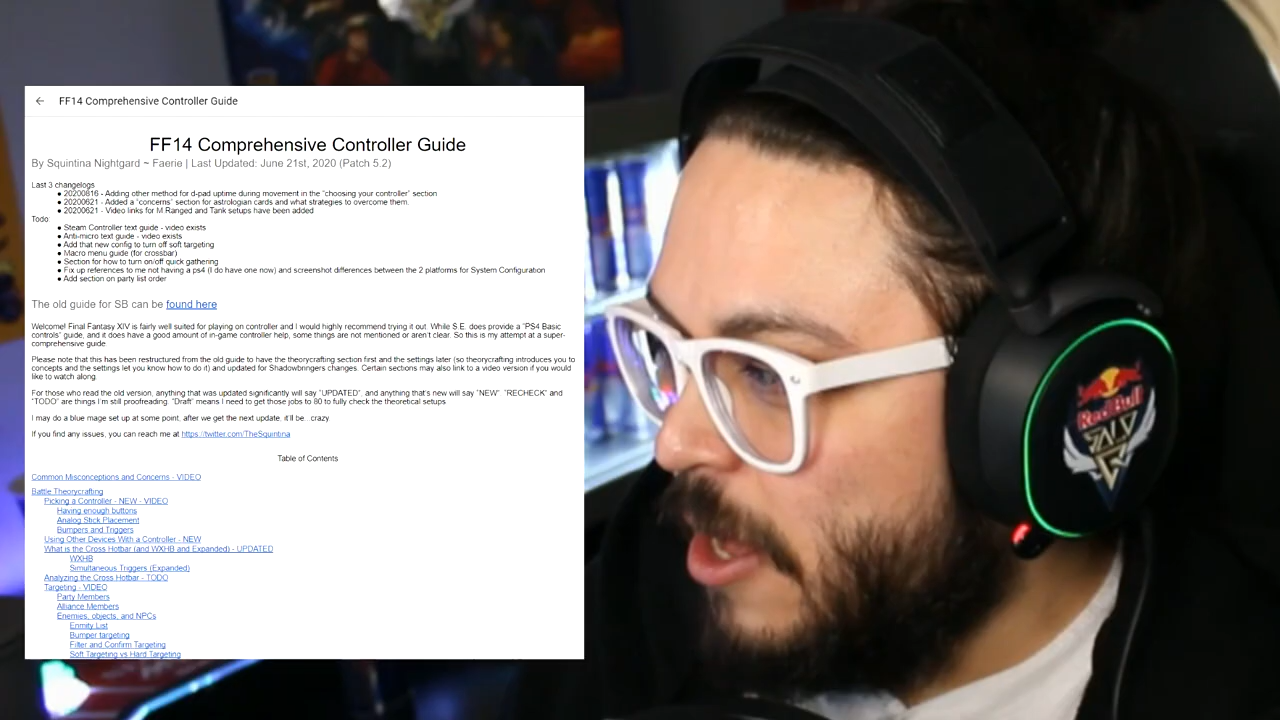 ← FF14 Comprehensive Controller Guide
FF14 Comprehensive Controller Guide
By Squintina Nightgard ~ Faerie | Last Updated: June 21st, 2020 (Patch 5.2)
Last 3 changelogs
● 20200816 - Adding other method for d-pad uptime during movement in the "choosing your controller" section
● 20200621 - Added a "concerns" section for astrologian cards and what strategies to overcome them.
● 20200621 - Video links for M.Ranged and Tank setups have been added
Todo
● Steam Controller text guide - video exists
● Anti-micro text guide - video exists
● Add that new config to turn off soft targeting
● Macro menu guide (for crossbar)
● Section for how to turn on/off quick gathering
● Fix up references to me not having a ps4 (I do have one now) and screenshot differences between the 2 platforms for System Configuration
● Add section on party list order
The old guide for SB can be found here
Welcome! Final Fantasy XIV is fairly well suited for playing on controller and I would highly recommend trying it out. While S.E. does provide a "PS4 Basic
controls" guide, and it does have a good amount of in-game controller help, some things are not mentioned or aren't clear. So this is my attempt at a super-
comprehensive guide
Please note that this has been restructured from the old guide to have the theorycrafting section first and the settings later (so theorycrafting introduces you to
concepts and the settings let you know how to do it) and updated for Shadowbringers changes. Certain sections may also link to a video version if you would
like to watch along.
For those who read the old version, anything that was updated significantly will say "UPDATED", and anything that's new will say "NEW" "RECHECK" and
"TODO" are things I'm still proofreading. "Draft" means I need to get those jobs to 80 to fully check the theoretical setups
I may do a blue mage set up at some point, after we get the next update, it'll be...crazy
If you find any issues, you can reach me at https://twitter.com/TheSquintina
Table of Contents
Common Misconceptions and Concerns - VIDEO
Battle Theorycrafting
Picking a Controller - NEW - VIDEO
Having enough buttons
Analog Stick Placement
Bumpers and Triggers
Using Other Devices With a Controller - NEW
What is the Cross Hotbar (and WXHB and Expanded) - UPDATED
WXHB
Simultaneous Triggers (Expanded)
Analyzing the Cross Hotbar - TODO
Targeting - VIDEO
Party Members
Alliance Members
Enemies, objects, and NPCs
Enmity List
Bumper targeting
Filter and Confirm Targeting
Soft Targeting vs Hard Targeting
RedBull